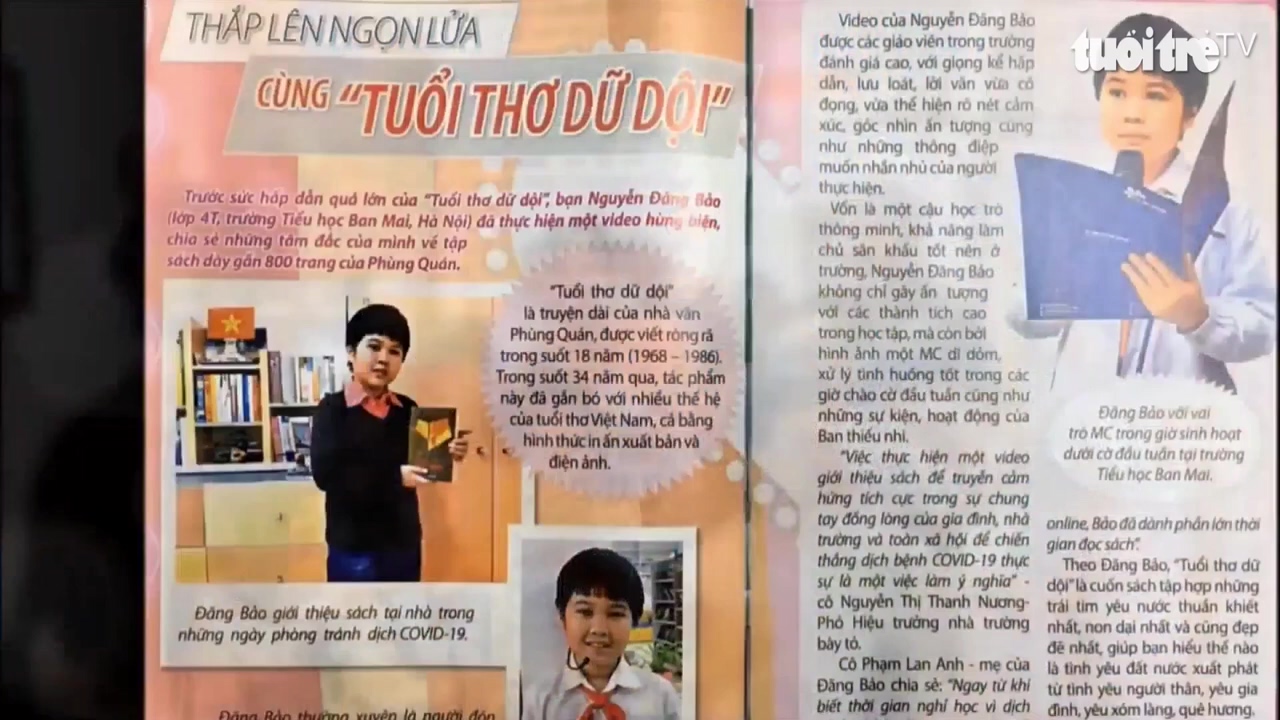 THẮP LÊN NGỌN LỬA
CÙNG "TUỔI THƠ DỮ DỘI"
Trước sức hấp dẫn quá lớn của "Tuổi thơ dữ dội", bạn Nguyễn Đăng Bảo
(lớp 4T, trường Tiểu học Ban Mai, Hà Nội) đã thực hiện một video hùng biện,
chia sẻ những tâm đắc của mình về tập
sách dày gần 800 trang của Phùng Quán.
"Tuổi thơ dữ dội"
là truyện dài của nhà văn
Phùng Quán, được viết ròng rã
trong suốt 18 năm (1968 – 1986).
Trong suốt 34 năm qua, tác phẩm
này đã gắn bó với nhiều thế hệ
của tuổi thơ Việt Nam, cả bằng
hình thức in ấn xuất bản và
điện ảnh.
Đăng Bảo giới thiệu sách tại nhà trong
những ngày phòng tránh dịch COVID-19.
Đăng Bảo thường xuyên là người đón
Video của Nguyễn Đăng Bảo
được các giáo viên trong trường
đánh giá cao, với giọng kể hấp
dẫn, lưu loát, lời văn vừa cô
đọng, vừa thể hiện rõ nét cảm
xúc, góc nhìn ấn tượng cũng
như những thông điệp
muốn nhắn nhủ của người
thực hiện.
Vốn là một cậu học trò
thông minh, khả năng làm
chủ sân khấu tốt nên ở
trường, Nguyễn Đăng Bảo
không chỉ gây ấn tượng
với các thành tích cao
trong học tập, mà còn bởi
hình ảnh một MC dí dỏm,
xử lý tình huống tốt trong các
giờ chào cờ đầu tuần cũng như
những sự kiện, hoạt động của
Ban thiếu nhi.
"Việc thực hiện một video
giới thiệu sách để truyền cảm
hứng tích cực trong sự chung
tay đồng lòng của gia đình, nhà
trường và toàn xã hội để chiến
thắng dịch bệnh COVID-19 thực
sự là một việc làm ý nghĩa" -
cô Nguyễn Thị Thanh Nương-
Phó Hiệu trưởng nhà trường
bày tỏ.
Cô Phạm Lan Anh - mẹ của
Đăng Bảo chia sẻ: "Ngay từ khi
biết thời gian nghỉ học vì dịch
tuổi trẻ TV
Đăng Bảo với vai
trò MC trong giờ sinh hoạt
dưới cờ đầu tuần tại trường
Tiểu học Ban Mai.
online, Bảo đã dành phần lớn thời
gian đọc sách".
Theo Đăng Bảo, "Tuổi thơ dữ
dội" là cuốn sách tập hợp những
trái tim yêu nước thuần khiết
nhất, non dại nhất và cũng đẹp
đẽ nhất, giúp bạn hiểu thế nào
là tình yêu đất nước xuất phát
từ tình yêu người thân, yêu gia
đình, yêu xóm làng, quê hương.